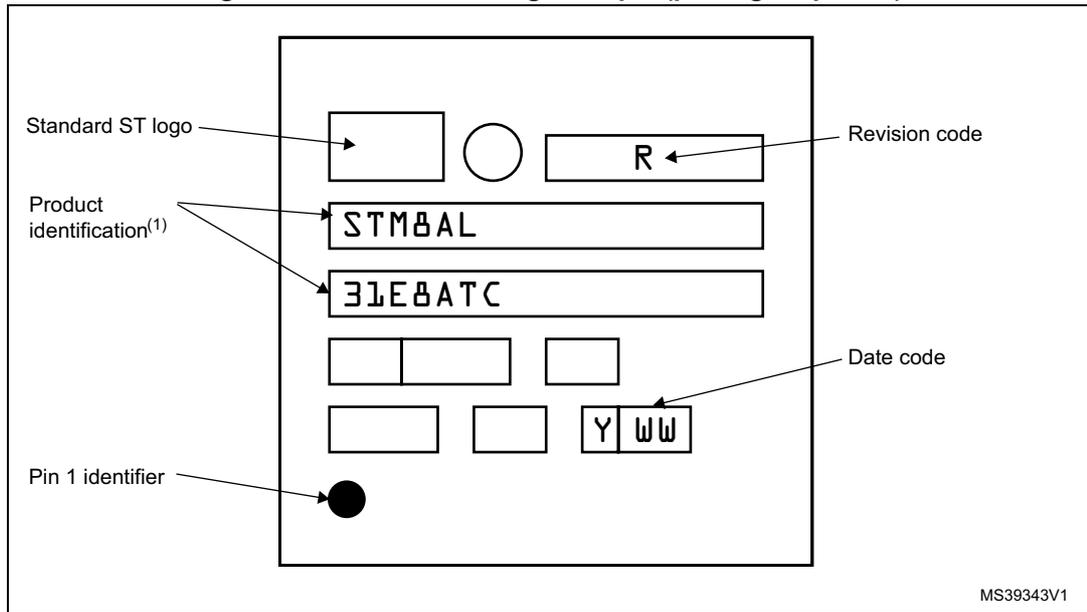 Standard ST logo
Revision code
R
Product
identification(1)
STM8AL
31E8ATC
Date code
Y WW
Pin 1 identifier
MS39343V1